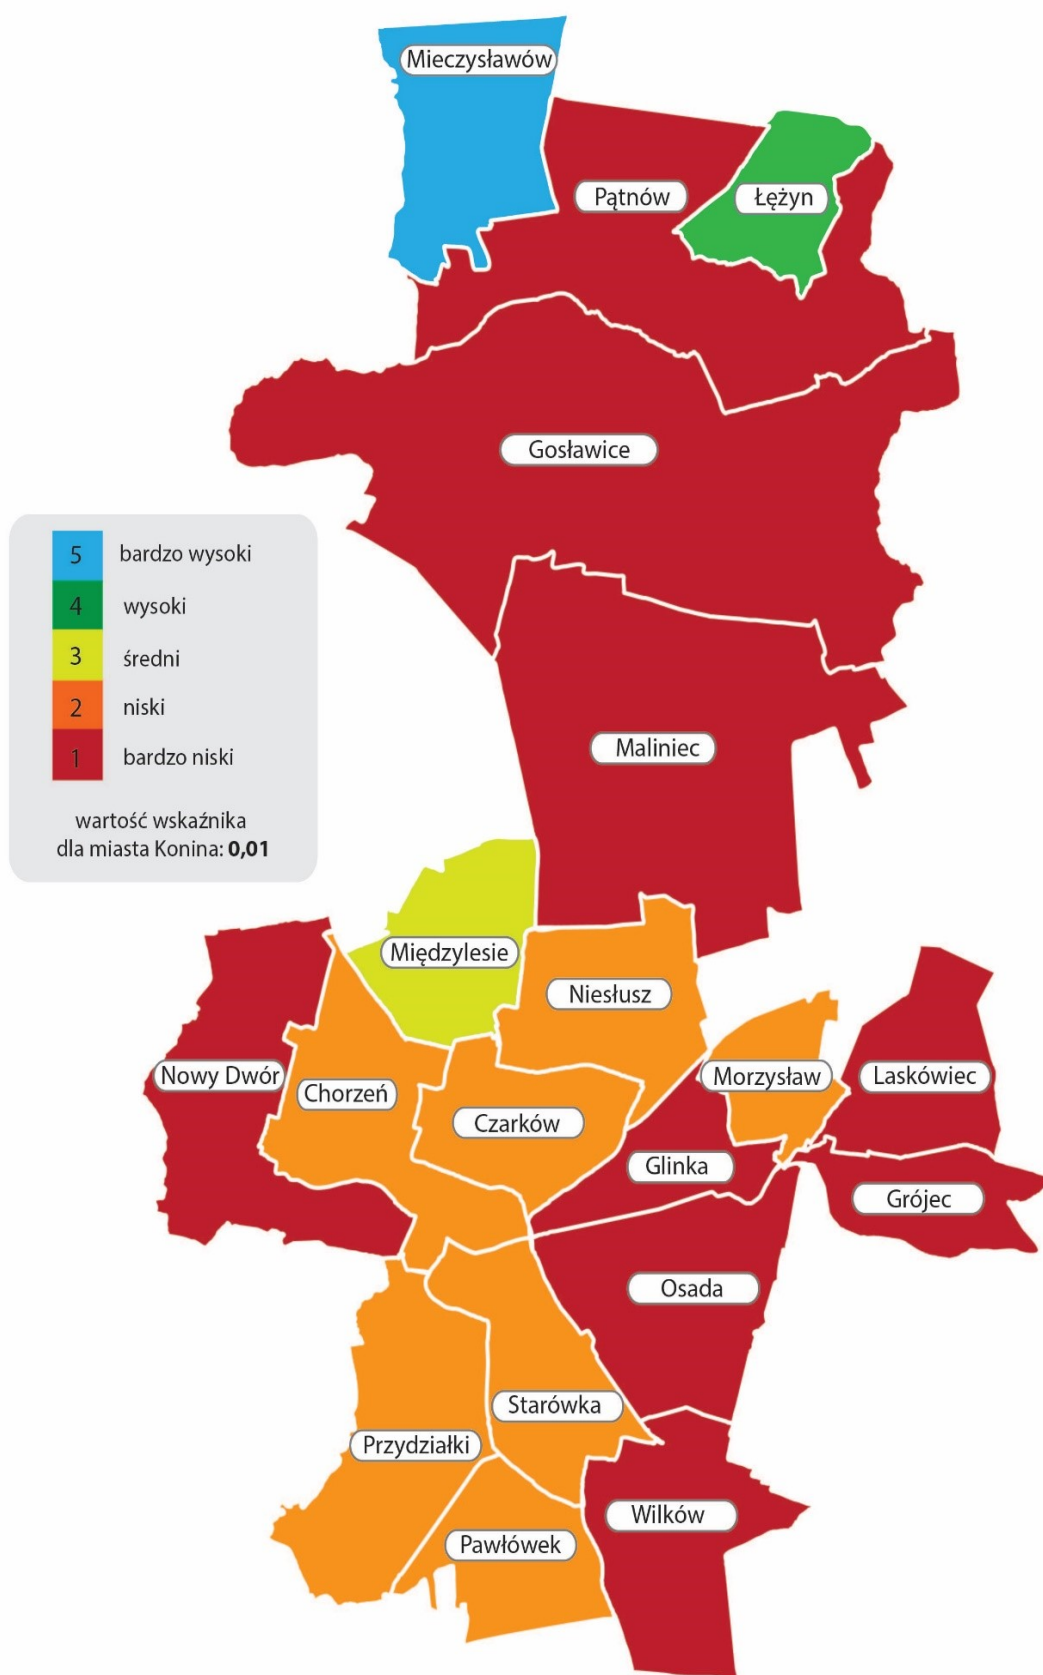 Mieczysławów
Pątnów
Łężyn
Gosławice
5 bardzo wysoki
4 wysoki
3 średni
2 niski
1 bardzo niski
wartość wskaźnika
dla miasta Konina: 0,01
Maliniec
Międzylesie
Niesłusz
Nowy Dwór
Chorzeń
Morzysław
Laskówiec
Czarków
Glinka
Grójec
Osada
Starówka
Przydziałki
Wilków
Pawłówek